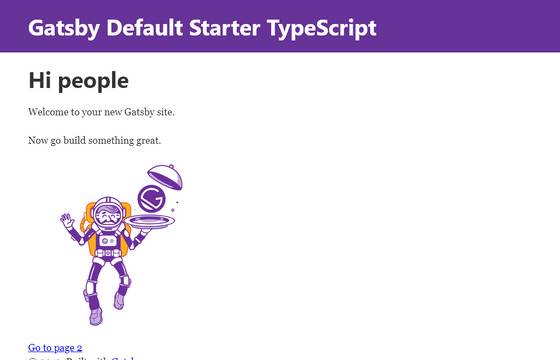 Gatsby Default Starter TypeScript
Hi people
Welcome to your new Gatsby site.
Now go build something great.
Go to page 2